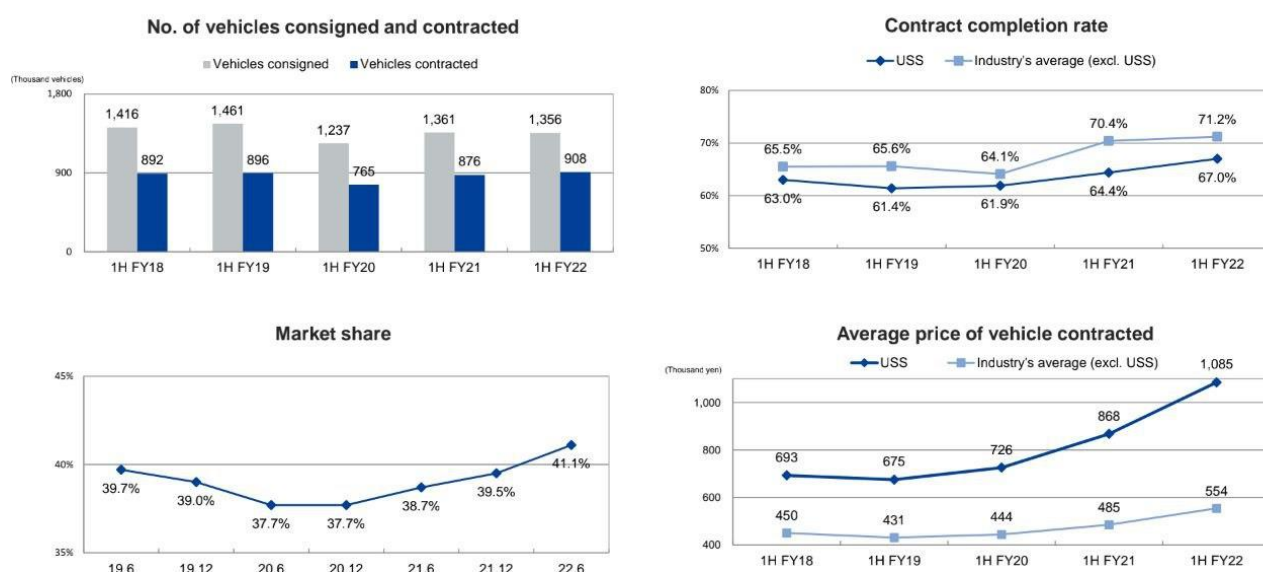 No. of vehicles consigned and contracted
Vehicles consigned Vehicles contracted
(Thousand vehicles)
1,800
900
0
1,416 1,461 1,237 1,361 1,356
892 896 765 876 908
1H FY18 1H FY19 1H FY20 1H FY21 1H FY22
Contract completion rate
USS Industry's average (excl. USS)
80%
70%
60%
50%
65.5% 65.6% 64.1% 70.4% 71.2%
63.0% 61.4% 61.9% 64.4% 67.0%
1H FY18 1H FY19 1H FY20 1H FY21 1H FY22
Market share
45%
40%
35%
39.7% 39.0% 37.7% 37.7% 38.7% 39.5% 41.1%
19.6 19.12 20.6 20.12 21.6 21.12 22.6
Average price of vehicle contracted
USS Industry's average (excl. USS)
(Thousand yen)
1,000
800
600
400
693 675 726 868 1,085
450 431 444 485 554
1H FY18 1H FY19 1H FY20 1H FY21 1H FY22